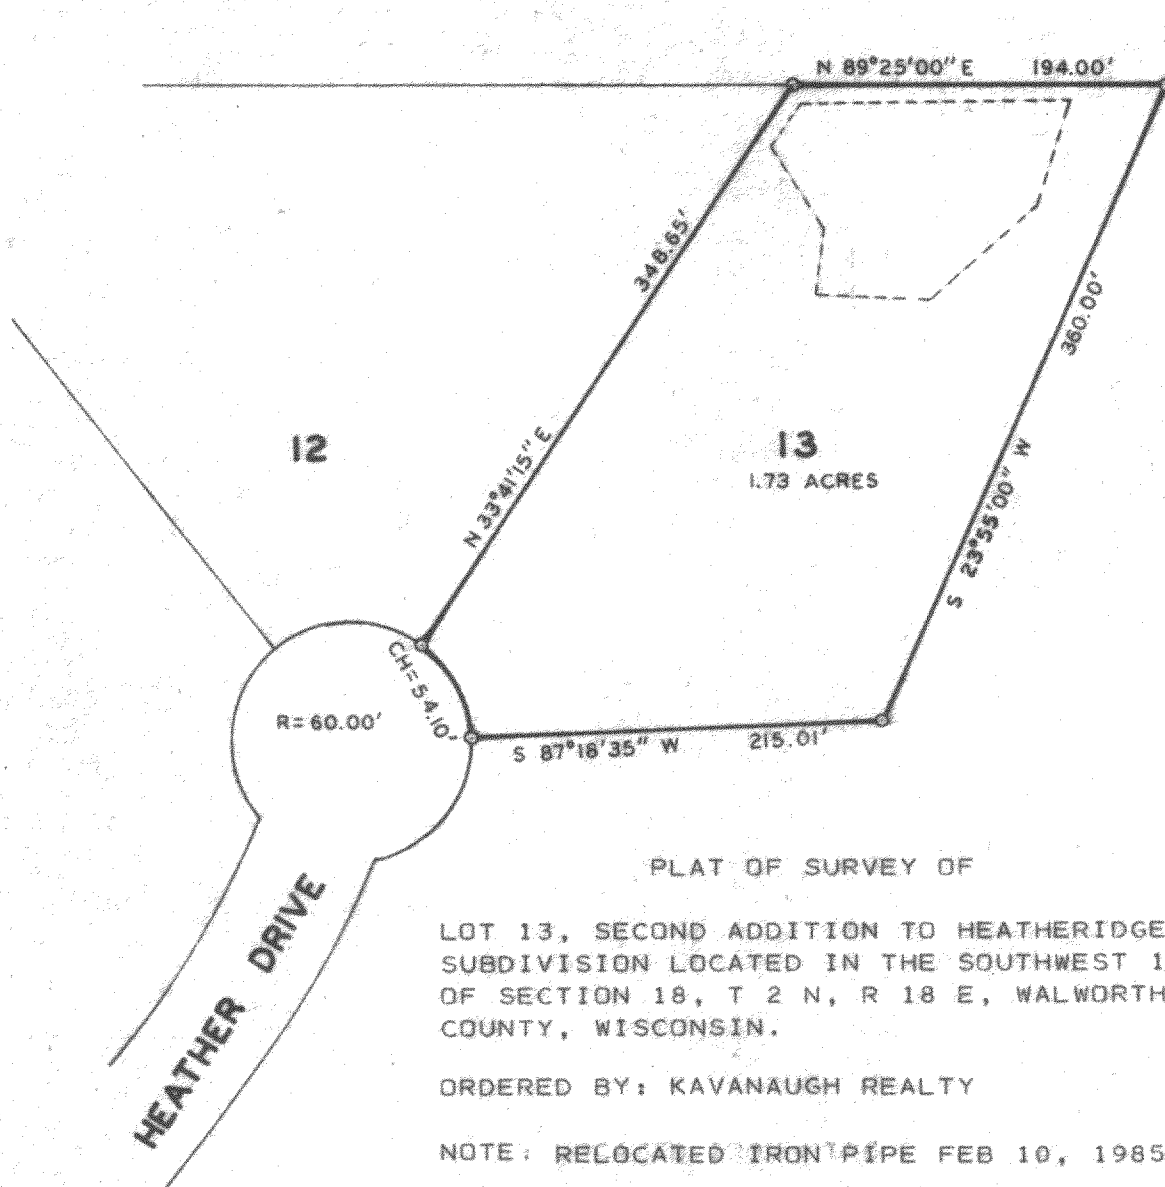 N 89°25'00" E 194.00'
348.65'
360.00'
12
13
1.73 ACRES
N 33°41'15" E
S 23°55'00" W
CH=54.10'
R=60.00'
S 87°18'35" W 215.01'
HEATHER DRIVE
PLAT OF SURVEY OF
LOT 13, SECOND ADDITION TO HEATHERIDGE
SUBDIVISION LOCATED IN THE SOUTHWEST 1
OF SECTION 18, T 2 N, R 18 E, WALWORTH
COUNTY, WISCONSIN.
ORDERED BY: KAVANAUGH REALTY
NOTE: RELOCATED IRON PIPE FEB 10, 1985